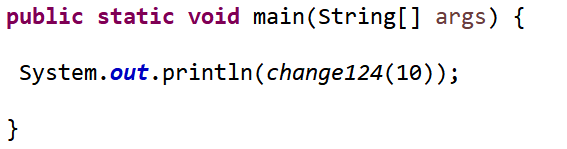 public static void main(String[] args) {
System.out.println(change124(10));
}